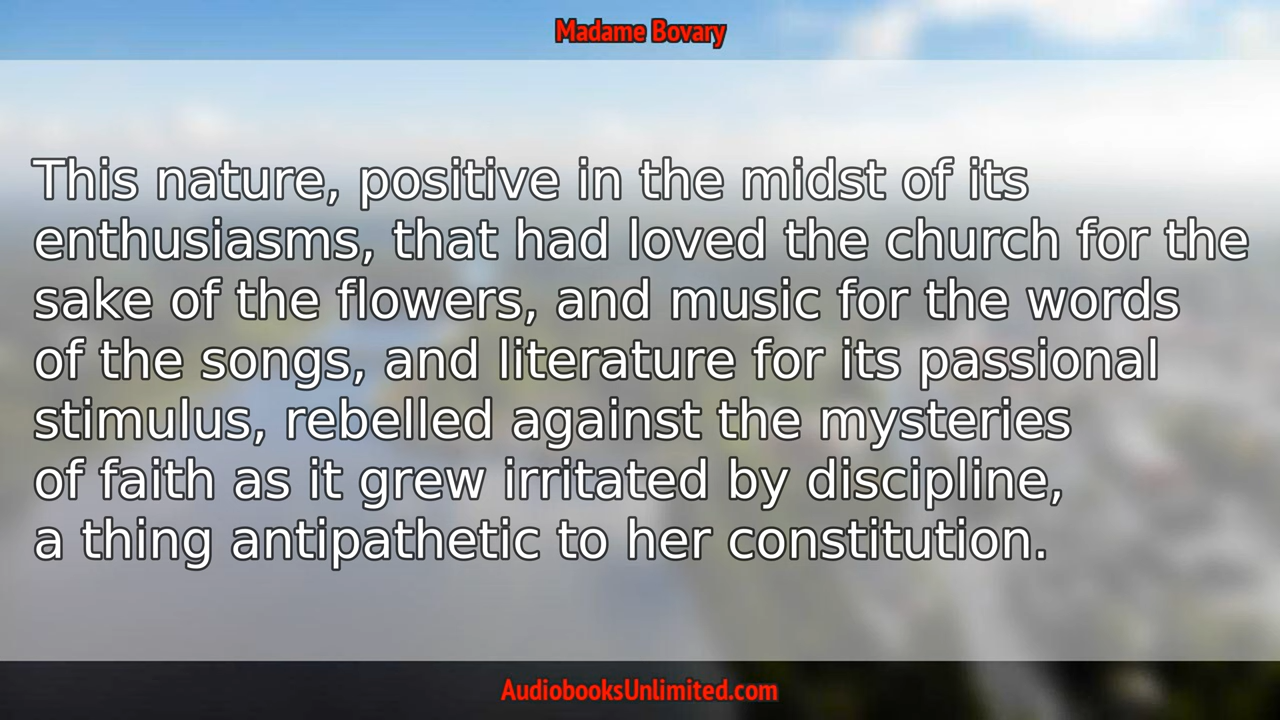 Madame Bovary
This nature, positive in the midst of its
enthusiasms, that had loved the church for the
sake of the flowers, and music for the words
of the songs, and literature for its passional
stimulus, rebelled against the mysteries
of faith as it grew irritated by discipline,
a thing antipathetic to her constitution.
AudiobooksUnlimited.com